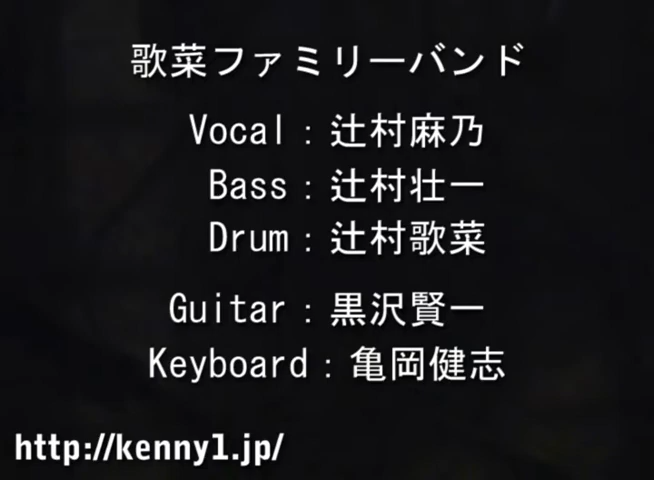 歌菜ファミリーバンド
Vocal：辻村麻乃
Bass：辻村壮一
Drum：辻村歌菜
Guitar：黒沢賢一
Keyboard：亀岡健志
http://kenny1.jp/